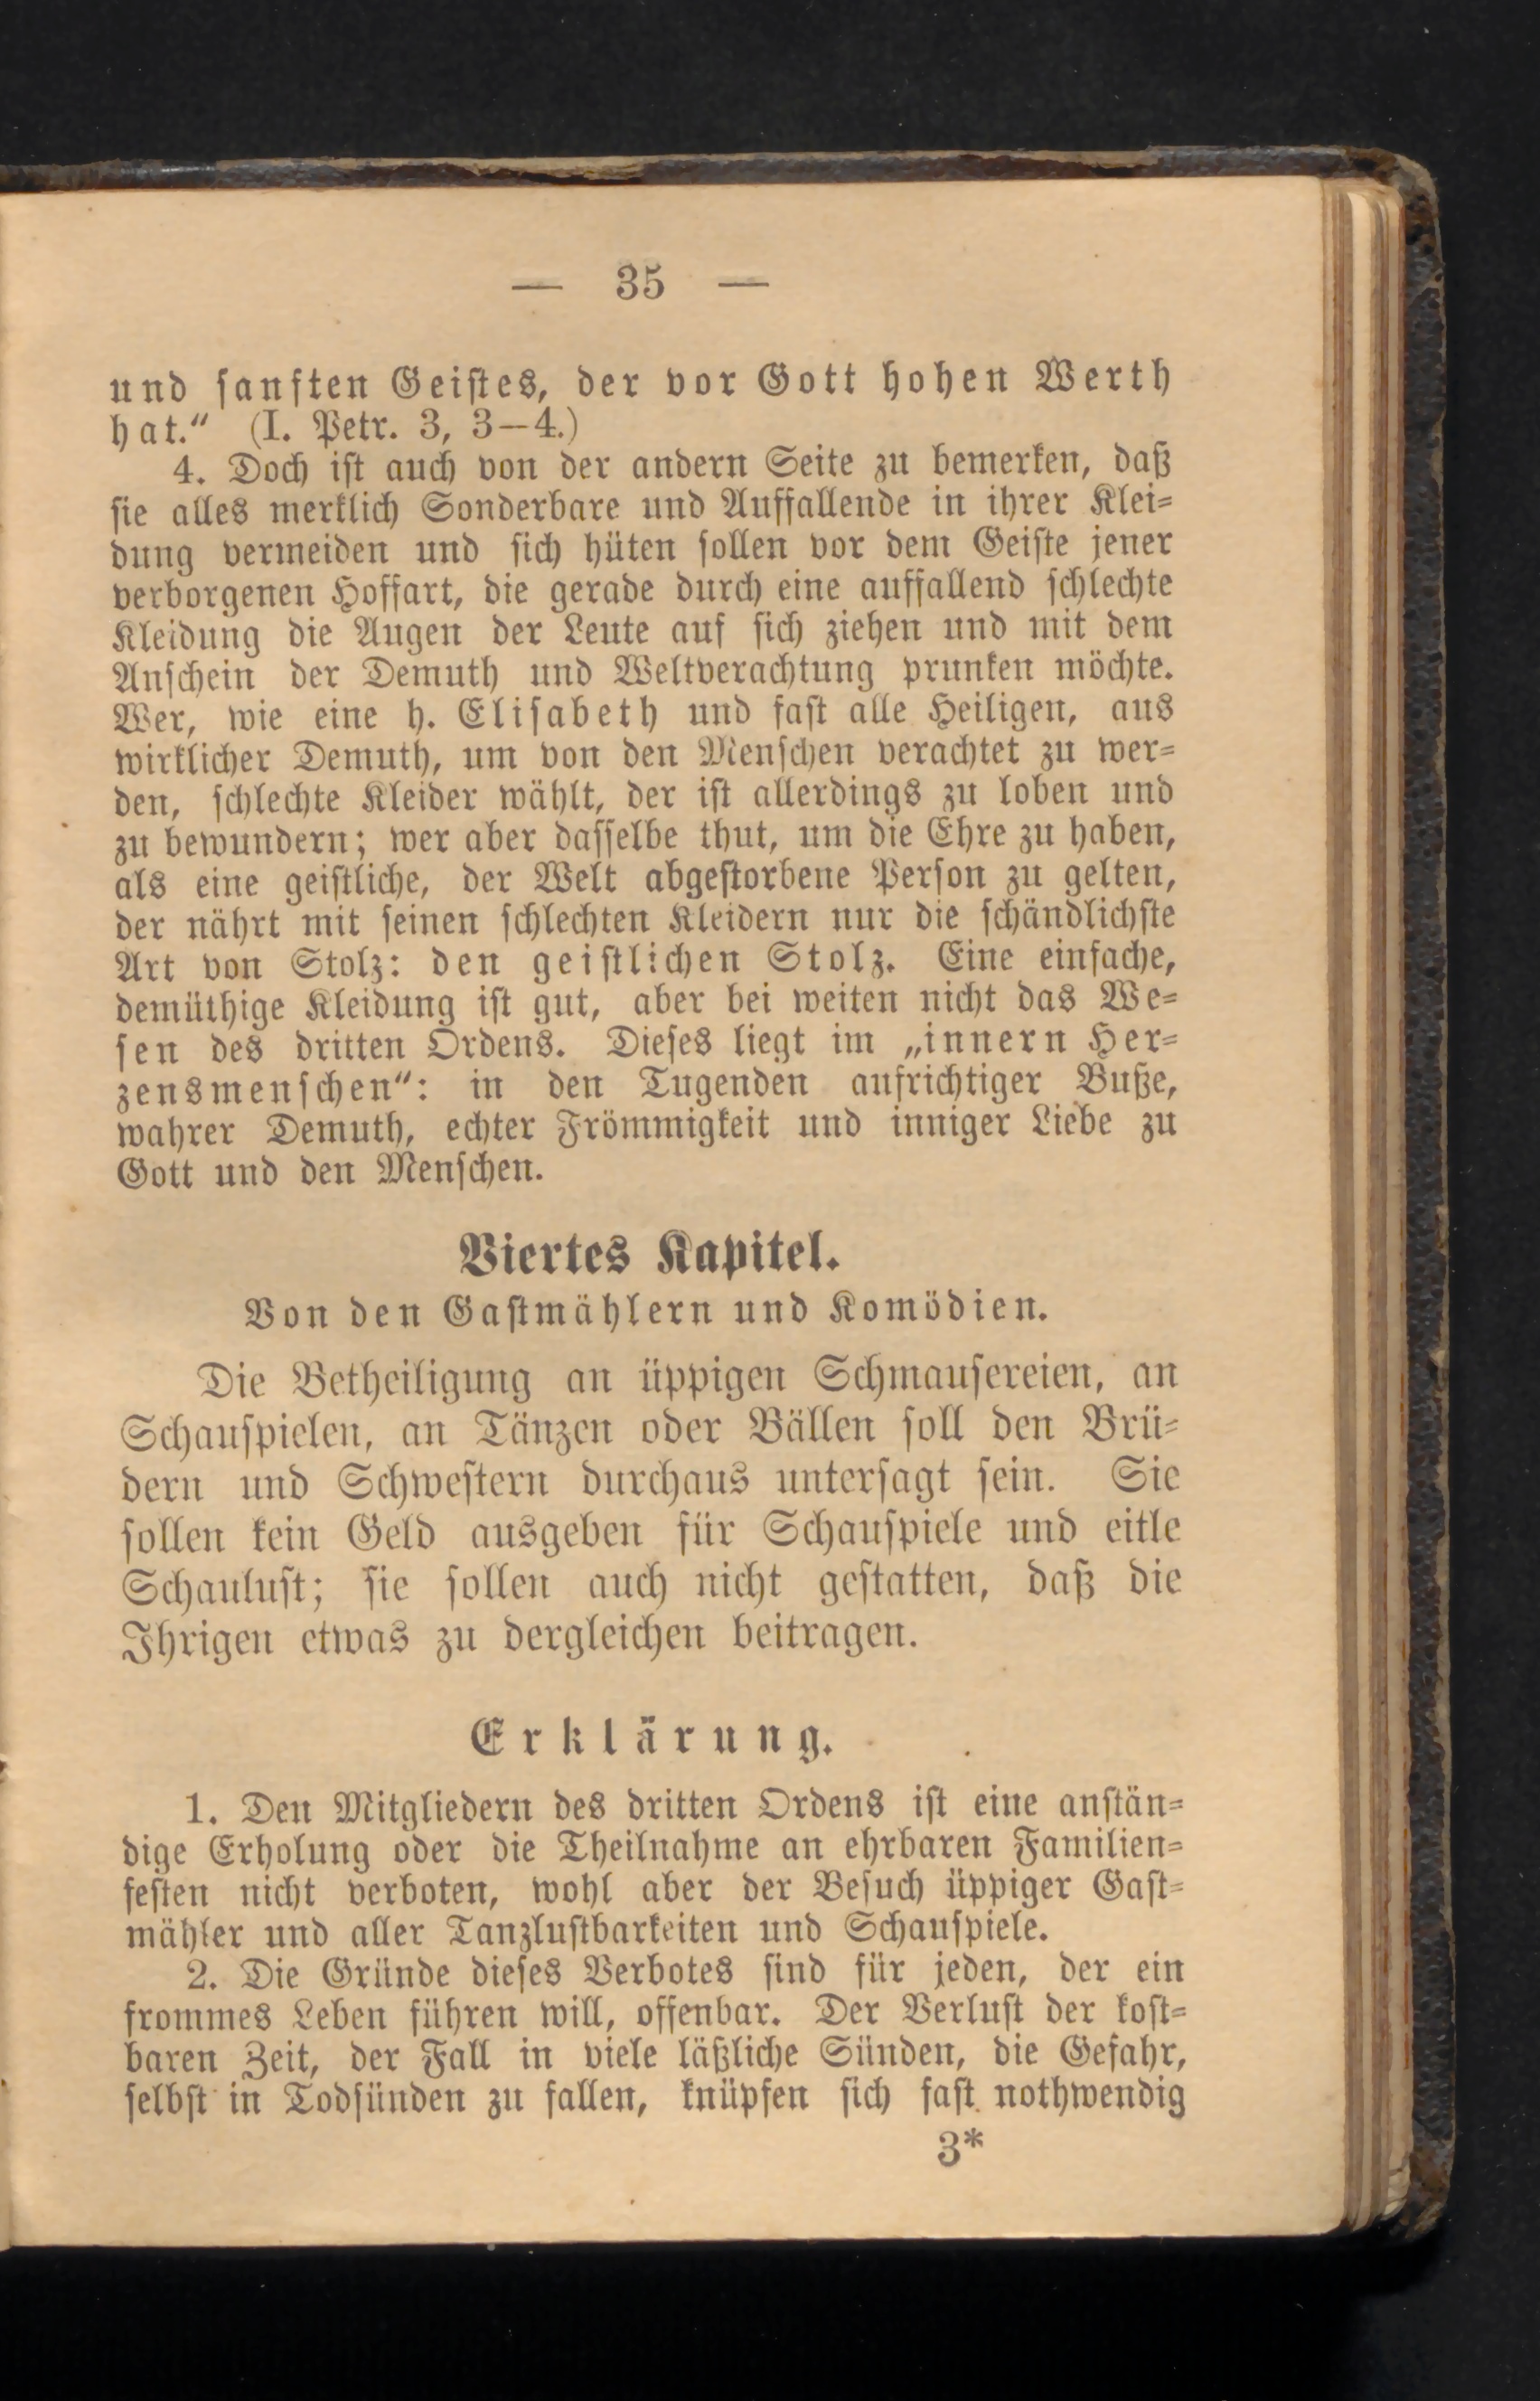 — 35 —
und sanften Geistes, der vor Gott hohen Werth
hat.“ (I. Petr. 3, 3—4.)
4. Doch ist auch von der andern Seite zu bemerken, daß
sie alles merklich Sonderbare und Auffallende in ihrer Klei=
dung vermeiden und sich hüten sollen vor dem Geiste jener
verborgenen Hoffart, die gerade durch eine auffallend schlechte
Kleidung die Augen der Leute auf sich ziehen und mit dem
Anschein der Demuth und Weltverachtung prunken möchte.
Wer, wie eine h. Elisabeth und fast alle Heiligen, aus
wirklicher Demuth, um von den Menschen verachtet zu wer=
den, schlechte Kleider wählt, der ist allerdings zu loben und
zu bewundern; wer aber dasselbe thut, um die Ehre zu haben,
als eine geistliche, der Welt abgestorbene Person zu gelten,
der nährt mit seinen schlechten Kleidern nur die schändlichste
Art von Stolz: den geistlichen Stolz. Eine einfache,
demüthige Kleidung ist gut, aber bei weiten nicht das We=
sen des dritten Ordens. Dieses liegt im „innern Her=
zensmenschen“: in den Tugenden aufrichtiger Buße,
wahrer Demuth, echter Frömmigkeit und inniger Liebe zu
Gott und den Menschen.
Viertes Kapitel.
Von den Gastmählern und Komödien.
Die Betheiligung an üppigen Schmausereien, an
Schauspielen, an Tänzen oder Bällen soll den Brü=
dern und Schwestern durchaus untersagt sein. Sie
sollen kein Geld ausgeben für Schauspiele und eitle
Schaulust; sie sollen auch nicht gestatten, daß die
Ihrigen etwas zu dergleichen beitragen.
Erklärung.
1. Den Mitgliedern des dritten Ordens ist eine anstän=
dige Erholung oder die Theilnahme an ehrbaren Familien=
festen nicht verboten, wohl aber der Besuch üppiger Gast=
mähler und aller Tanzlustbarkeiten und Schauspiele.
2. Die Gründe dieses Verbotes sind für jeden, der ein
frommes Leben führen will, offenbar. Der Verlust der kost=
baren Zeit, der Fall in viele läßliche Sünden, die Gefahr,
selbst in Todsünden zu fallen, knüpfen sich fast nothwendig
3*